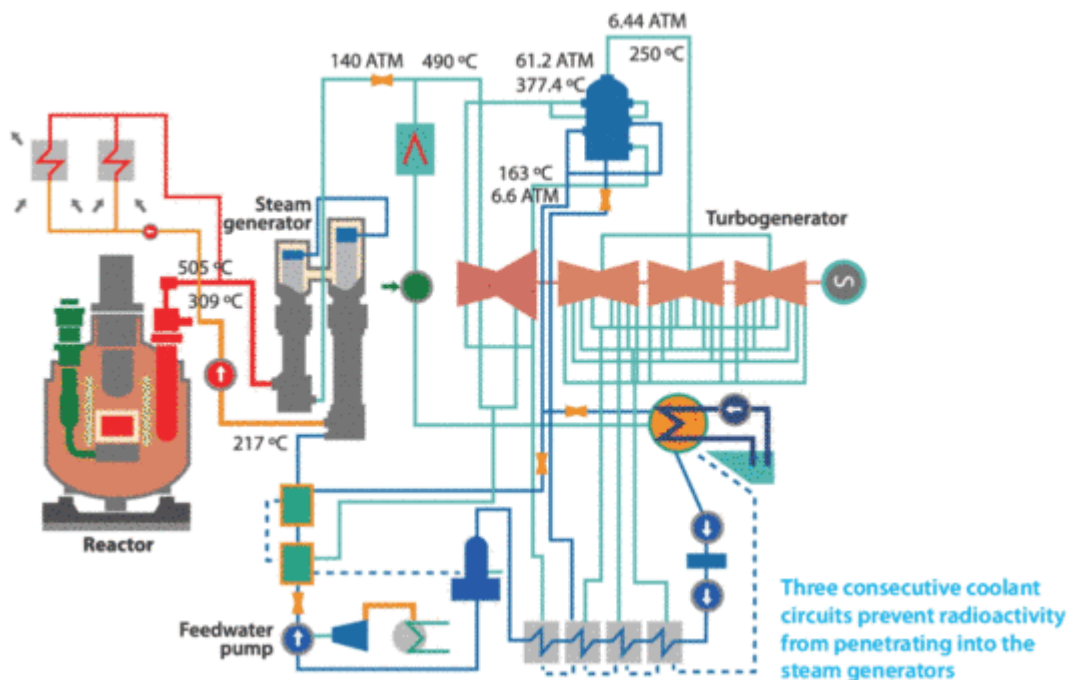 6.44 ATM
250 ºC
140 ATM
490 ºC
61.2 ATM
377.4 ºC
163 ºC
6.6 ATM
Steam
generator
Turbogenerator
505 ºC
309 ºC
217 ºC
Reactor
Feedwater
pump
Three consecutive coolant
circuits prevent radioactivity
from penetrating into the
steam generators